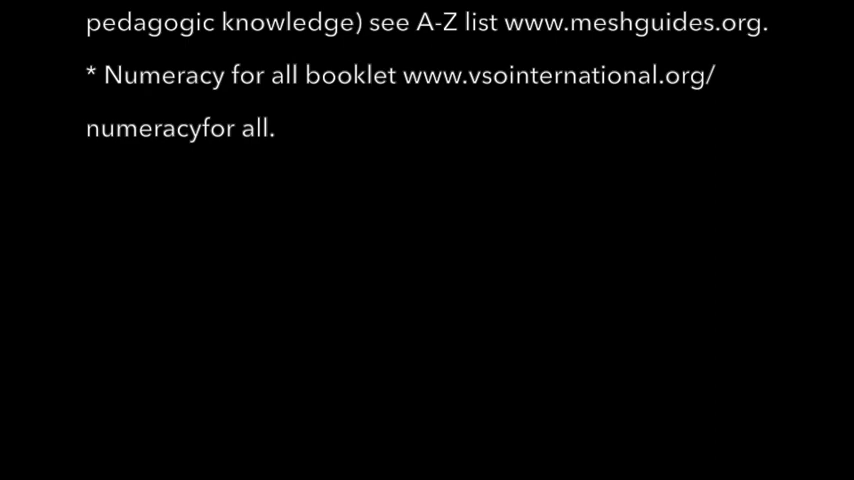 pedagogic knowledge) see A-Z list www.meshguides.org.
* Numeracy for all booklet www.vsointernational.org/
numeracyfor all.